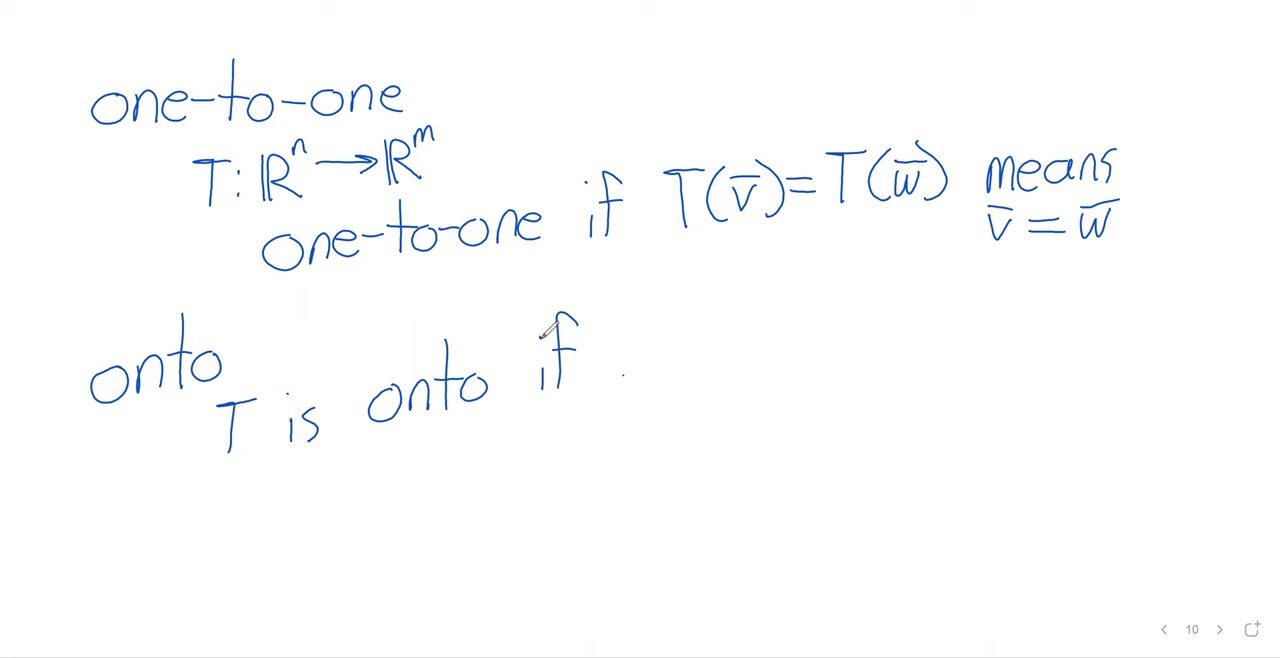 one-to-one
T: ℝⁿ → ℝᵐ
one-to-one if T(v̄) = T(w̄) means
v̄ = w̄
onto
T is onto if
10